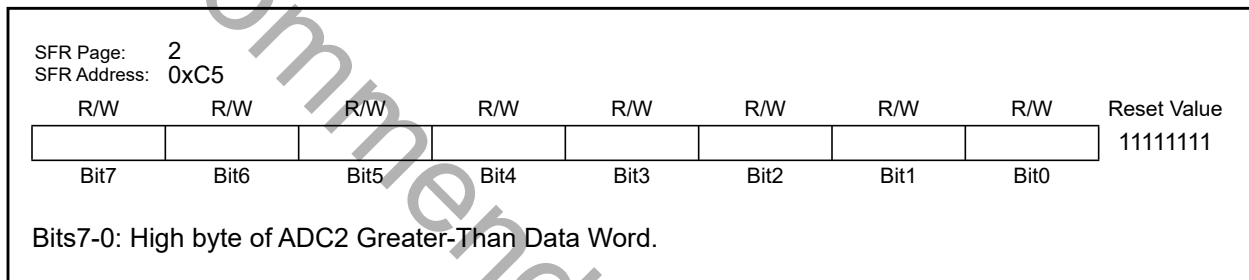 SFR Page: 2
SFR Address: 0xC5
R/W R/W R/W R/W R/W R/W R/W R/W Reset Value
11111111
Bit7 Bit6 Bit5 Bit4 Bit3 Bit2 Bit1 Bit0
Bits7-0: High byte of ADC2 Greater-Than Data Word.
ommend